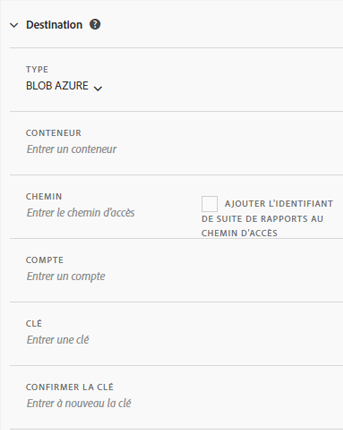 Destination ?
TYPE
BLOB AZURE
CONTENEUR
Entrer un conteneur
CHEMIN
Entrer le chemin d'accès
AJOUTER L'IDENTIFIANT
DE SUITE DE RAPPORTS AU
CHEMIN D'ACCÈS
COMPTE
Entrer un compte
CLÉ
Entrer une clé
CONFIRMER LA CLÉ
Entrer à nouveau la clé